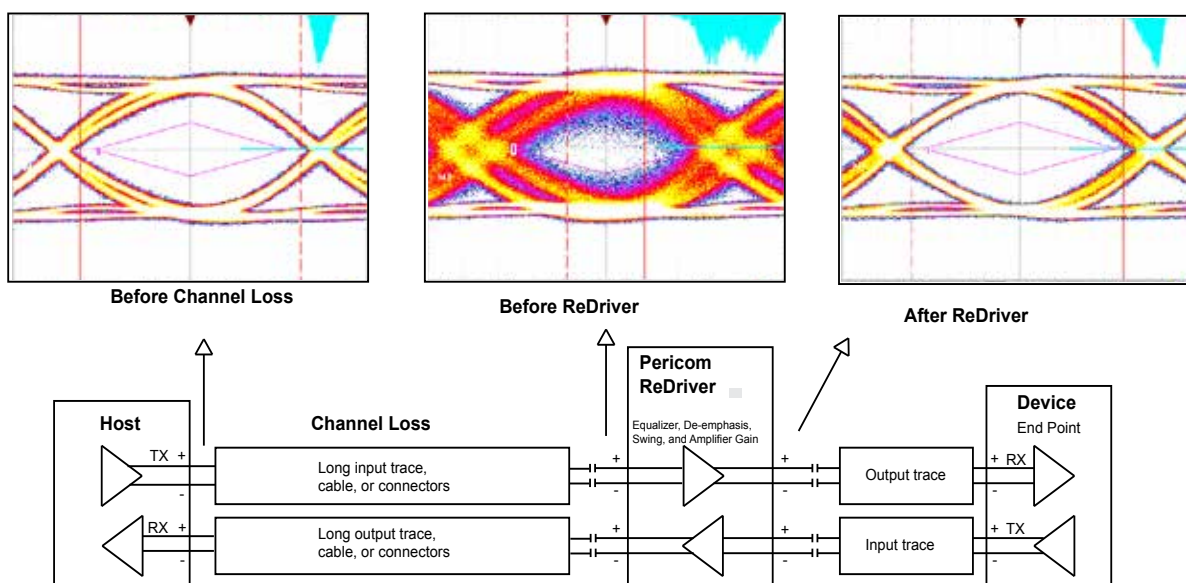 Before Channel Loss
Before ReDriver
After ReDriver
Pericom
ReDriver
Host
Channel Loss
Equalizer, De-emphasis,
Swing, and Amplifier Gain
Device
End Point
TX + -
Long input trace,
cable, or connectors
+ -
+ -
Output trace
+ RX -
RX + -
Long output trace,
cable, or connectors
+ -
+ -
Input trace
+ TX -